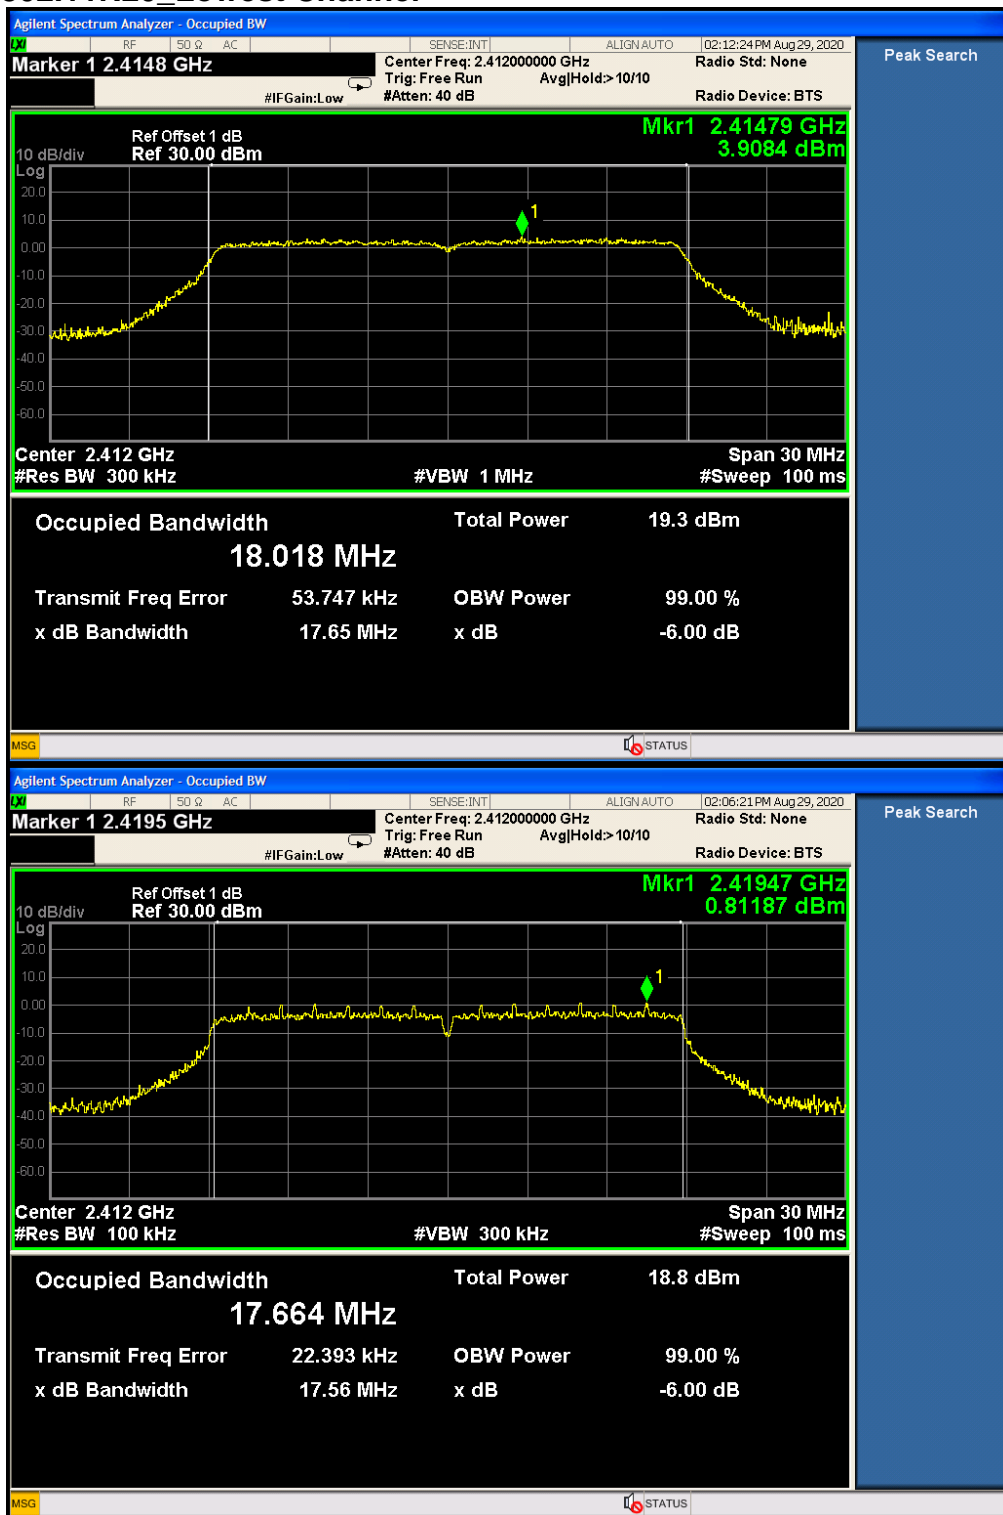 Agilent Spectrum Analyzer - Occupied BW
LXI RF 50 Ω AC SENSE:INT ALIGN AUTO 02:12:24 PM Aug 29, 2020
Marker 1 2.4148 GHz
Center Freq: 2.412000000 GHz
Radio Std: None
Peak Search
Trig: Free Run
Avg|Hold:>10/10
#IFGain:Low
#Atten: 40 dB
Radio Device: BTS
Mkr1 2.41479 GHz
3.9084 dBm
Ref Offset 1 dB
10 dB/div
Ref 30.00 dBm
Log
20.0
10.0
1
0.00
-10.0
-20.0
-30.0
-40.0
-50.0
-60.0
Center 2.412 GHz
Span 30 MHz
#Res BW 300 kHz
#VBW 1 MHz
#Sweep 100 ms
Occupied Bandwidth
Total Power 19.3 dBm
18.018 MHz
Transmit Freq Error 53.747 kHz OBW Power 99.00 %
x dB Bandwidth 17.65 MHz x dB -6.00 dB
MSG STATUS
Agilent Spectrum Analyzer - Occupied BW
LXI RF 50 Ω AC SENSE:INT ALIGN AUTO 02:06:21 PM Aug 29, 2020
Marker 1 2.4195 GHz
Center Freq: 2.412000000 GHz
Radio Std: None
Peak Search
Trig: Free Run
Avg|Hold:>10/10
#IFGain:Low
#Atten: 40 dB
Radio Device: BTS
Mkr1 2.41947 GHz
0.81187 dBm
Ref Offset 1 dB
10 dB/div
Ref 30.00 dBm
Log
20.0
10.0
1
0.00
-10.0
-20.0
-30.0
-40.0
-50.0
-60.0
Center 2.412 GHz
Span 30 MHz
#Res BW 100 kHz
#VBW 300 kHz
#Sweep 100 ms
Occupied Bandwidth
Total Power 18.8 dBm
17.664 MHz
Transmit Freq Error 22.393 kHz OBW Power 99.00 %
x dB Bandwidth 17.56 MHz x dB -6.00 dB
MSG STATUS